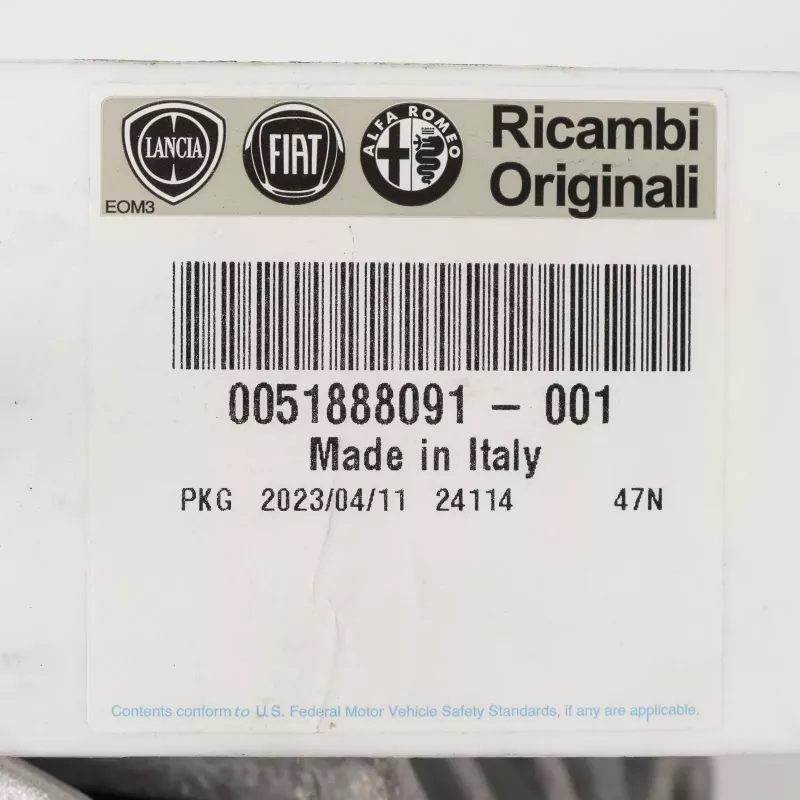 LANCIA
FIAT
ALFA ROMEO
Ricambi
Originali
EOM3
0051888091 - 001
Made in Italy
PKG 2023/04/11 24114 47N
Contents conform to U.S. Federal Motor Vehicle Safety Standards, if any are applicable.